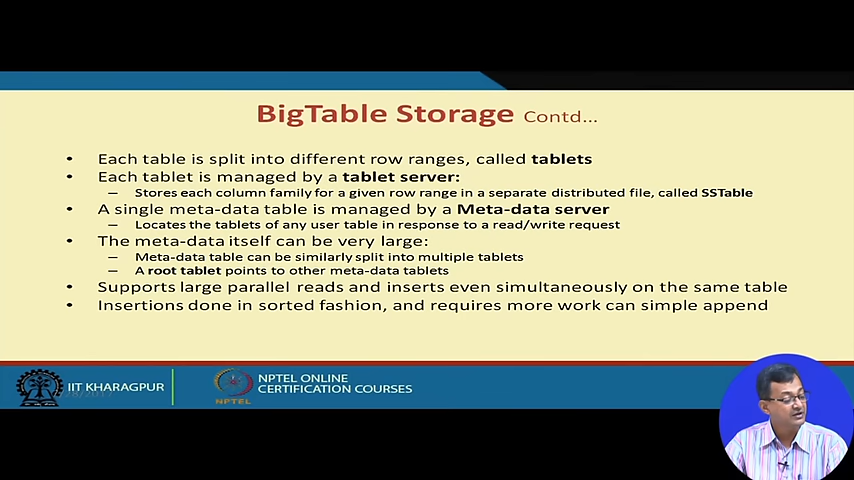 BigTable Storage Contd...
• Each table is split into different row ranges, called tablets
• Each tablet is managed by a tablet server:
– Stores each column family for a given row range in a separate distributed file, called SSTable
• A single meta-data table is managed by a Meta-data server
– Locates the tablets of any user table in response to a read/write request
• The meta-data itself can be very large:
– Meta-data table can be similarly split into multiple tablets
– A root tablet points to other meta-data tablets
• Supports large parallel reads and inserts even simultaneously on the same table
• Insertions done in sorted fashion, and requires more work can simple append
IIT KHARAGPUR
NPTEL
NPTEL ONLINE
CERTIFICATION COURSES